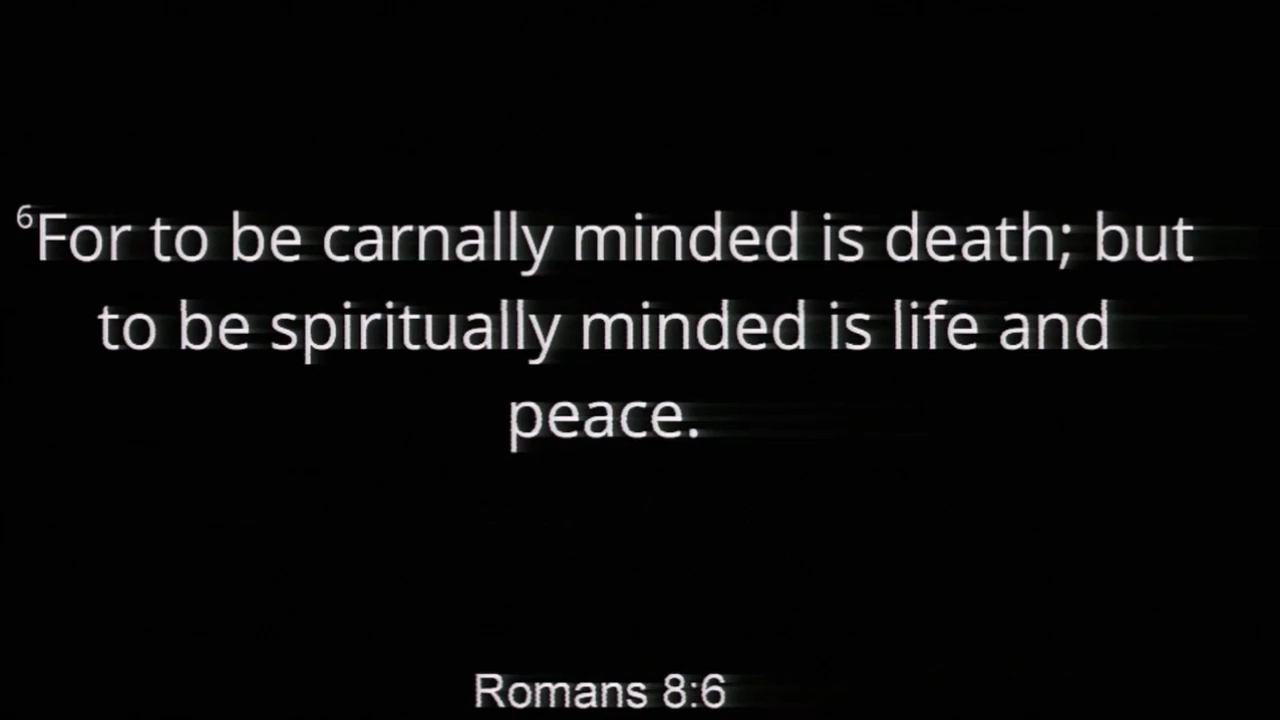 ⁶For to be carnally minded is death; but
to be spiritually minded is life and
peace.
Romans 8:6